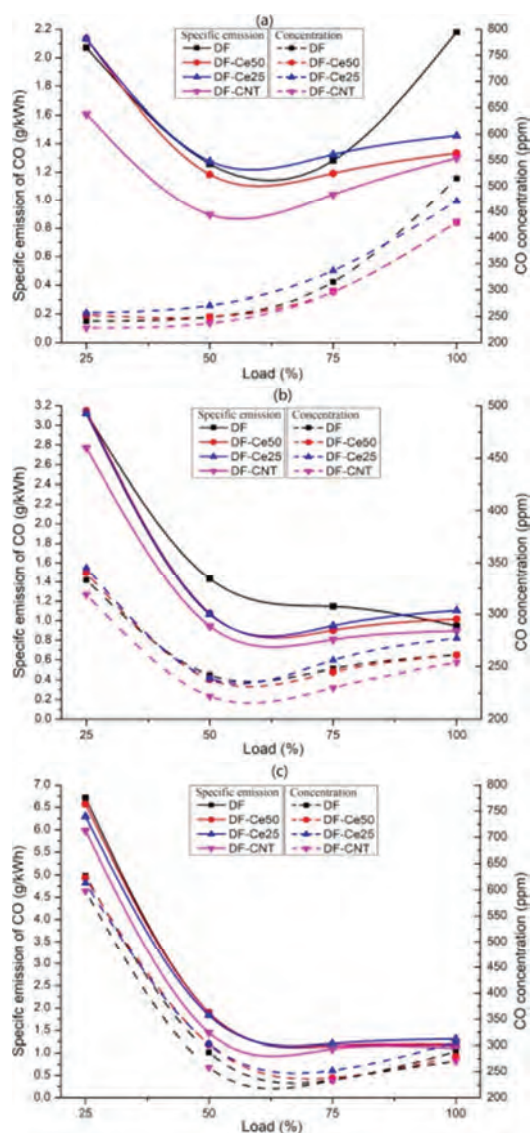 (a)
Specifc emission of CO (g/kWh)
2.2
2.0
1.8
1.6
1.4
1.2
1.0
0.8
0.6
0.4
0.2
0.0
Specific emission
DF
DF-Ce50
DF-Ce25
DF-CNT
Concentration
DF
DF-Ce50
DF-Ce25
DF-CNT
800
750
700
650
600
550
500
450
400
350
300
250
200
CO concentration (ppm)
25 50 75 100
Load (%)
(b)
Specifc emission of CO (g/kWh)
3.2
3.0
2.8
2.6
2.4
2.2
2.0
1.8
1.6
1.4
1.2
1.0
0.8
0.6
0.4
0.2
0.0
Specific emission
DF
DF-Ce50
DF-Ce25
DF-CNT
Concentration
DF
DF-Ce50
DF-Ce25
DF-CNT
500
450
400
350
300
250
200
CO concentration (ppm)
25 50 75 100
Load (%)
(c)
Specifc emission of CO (g/kWh)
7.0
6.5
6.0
5.5
5.0
4.5
4.0
3.5
3.0
2.5
2.0
1.5
1.0
0.5
0.0
Specific emission
DF
DF-Ce50
DF-Ce25
DF-CNT
Concentration
DF
DF-Ce50
DF-Ce25
DF-CNT
800
750
700
650
600
550
500
450
400
350
300
250
200
CO concentration (ppm)
25 50 75 100
Load (%)